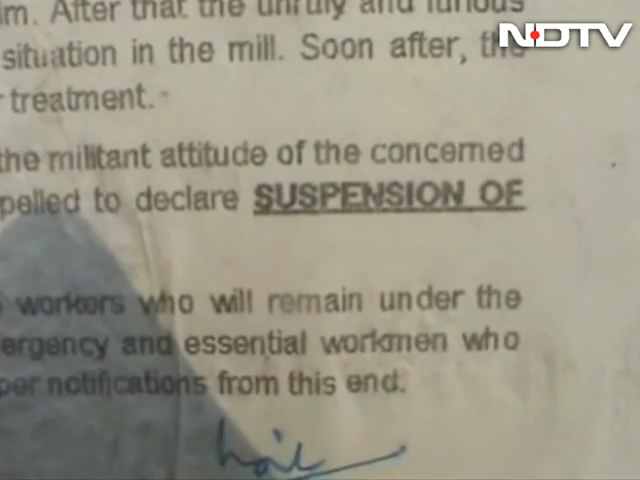 im. After that the unruly and furious
situation in the mill. Soon after, the
NDTV
r treatment.
the militant attitude of the concerned
pelled to declare SUSPENSION OF
workers who will remain under the
ergency and essential workmen who
per notifications from this end.